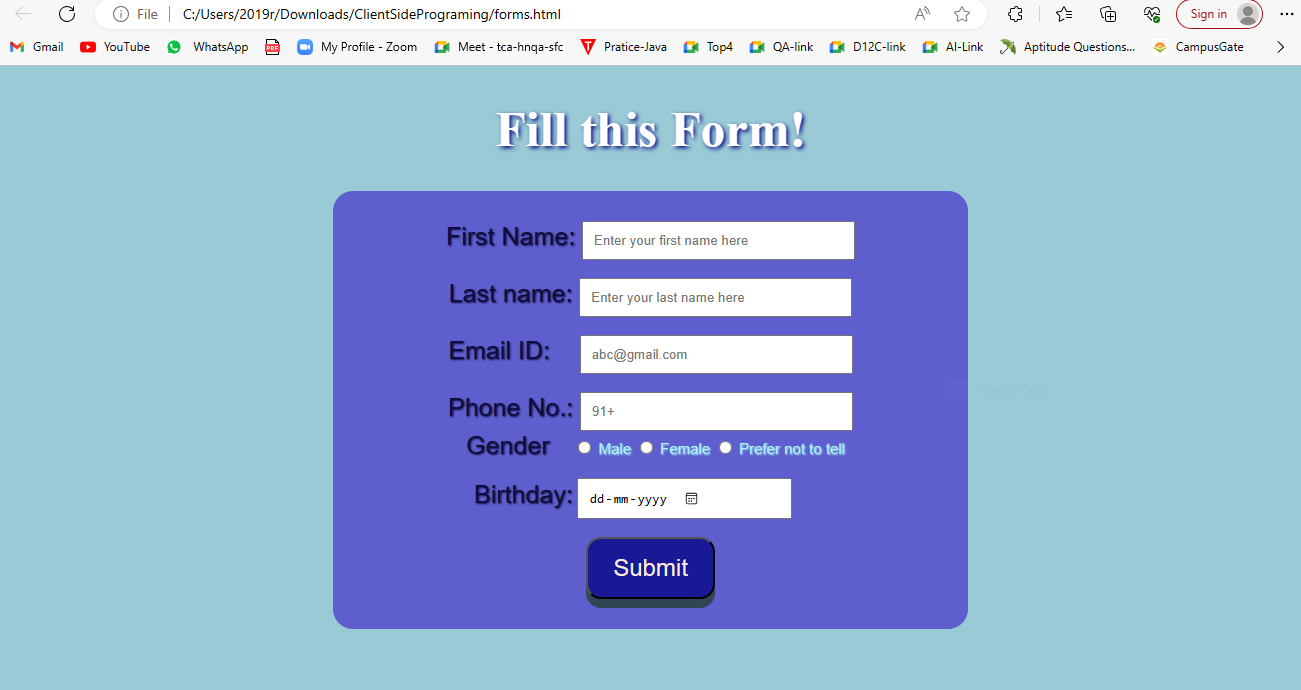 File C:/Users/2019r/Downloads/ClientSidePrograming/forms.html A Sign in
Gmail YouTube WhatsApp PDF My Profile - Zoom Meet - tca-hnqa-sfc Pratice-Java Top4 QA-link D12C-link AI-Link Aptitude Questions... CampusGate
Fill this Form!
First Name: Enter your first name here
Last name: Enter your last name here
Email ID: abc@gmail.com
Phone No.: 91+
Gender Male Female Prefer not to tell
Window Snip
Birthday: dd-mm-yyyy
Submit